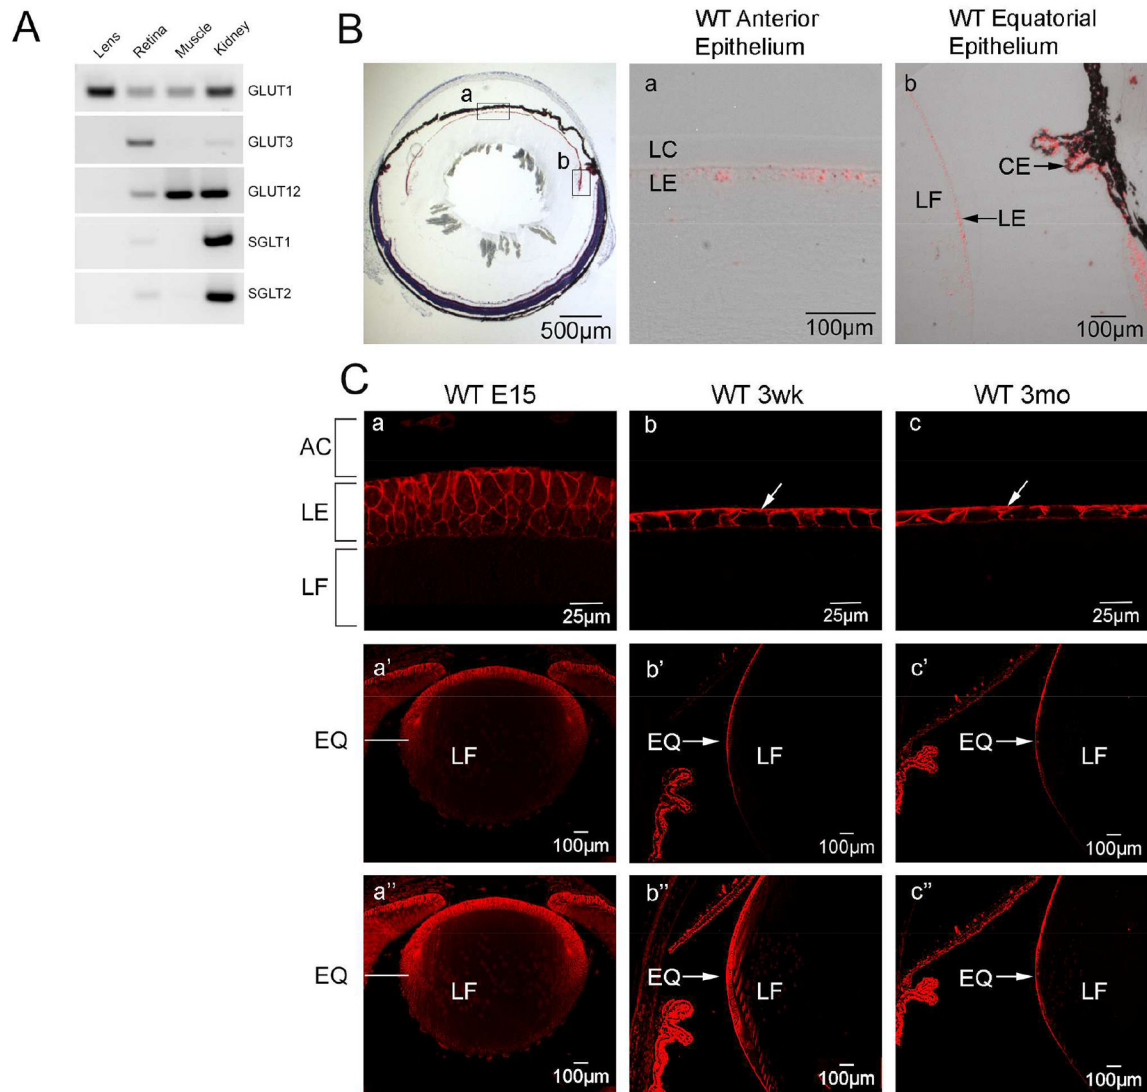 A
Lens
Retina
Muscle
Kidney
GLUT1
GLUT3
GLUT12
SGLT1
SGLT2
B
WT Anterior
Epithelium
WT Equatorial
Epithelium
a
b
500µm
a
LC
LE
100µm
b
CE
LF
LE
100µm
C
WT E15
WT 3wk
WT 3mo
AC
LE
LF
a
25µm
b
25µm
c
25µm
a'
EQ
LF
100µm
b'
EQ
LF
100µm
c'
EQ
LF
100µm
a''
EQ
LF
100µm
b''
EQ
LF
100µm
c''
EQ
LF
100µm